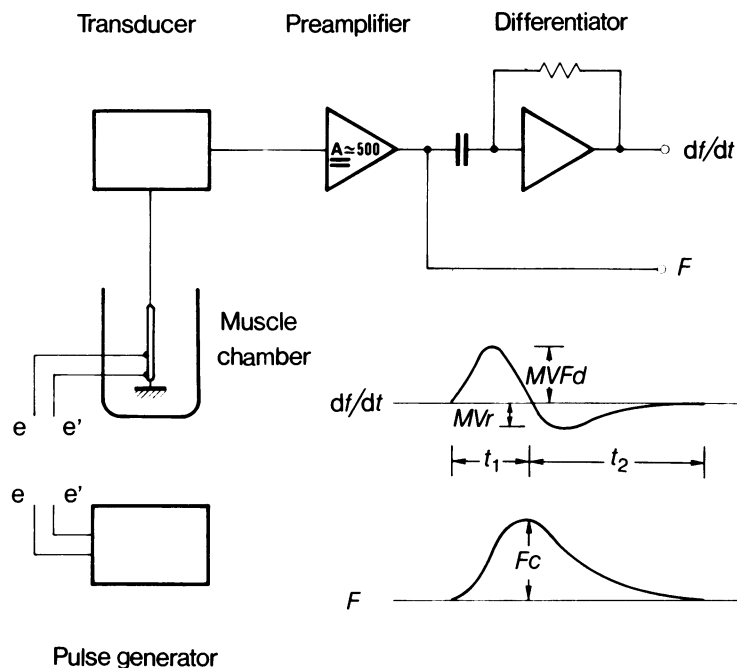 Transducer
Preamplifier
Differentiator
A≃500
df/dt
F
Muscle
chamber
e
e'
e
e'
Pulse generator
df/dt
MVFd
MVr
t₁
t₂
F
Fc